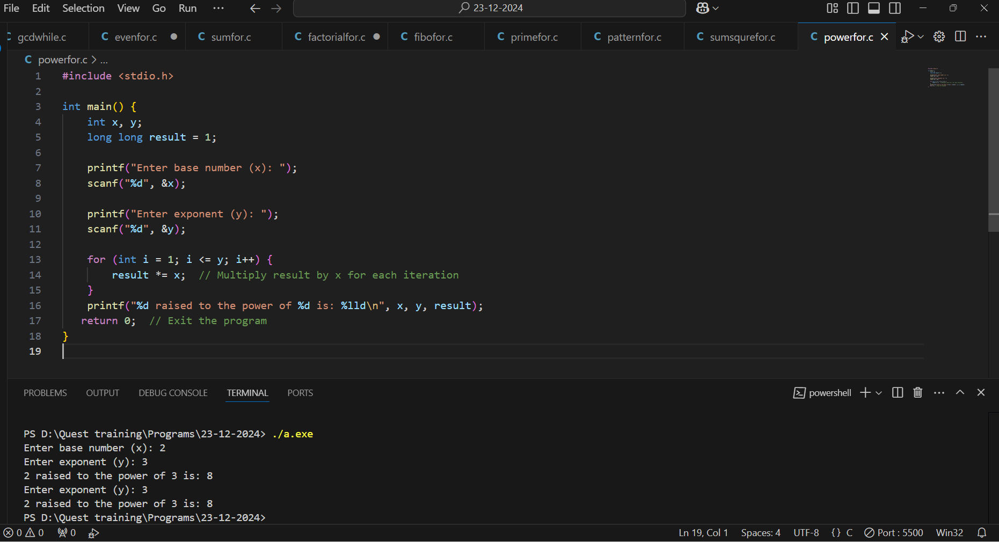 File Edit Selection View Go Run ··· 23-12-2024
gcdwhile.c C evenfor.c C sumfor.c C factorialfor.c C fibofor.c C primefor.c C patternfor.c C sumsqurefor.c C powerfor.c
C powerfor.c > ...
1 #include <stdio.h>
2
3 int main() {
4 int x, y;
5 long long result = 1;
6
7 printf("Enter base number (x): ");
8 scanf("%d", &x);
9
10 printf("Enter exponent (y): ");
11 scanf("%d", &y);
12
13 for (int i = 1; i <= y; i++) {
14 result *= x;  // Multiply result by x for each iteration
15 }
16 printf("%d raised to the power of %d is: %lld\n", x, y, result);
17 return 0;  // Exit the program
18 }
19
PROBLEMS OUTPUT DEBUG CONSOLE TERMINAL PORTS powershell
PS D:\Quest training\Programs\23-12-2024> ./a.exe
Enter base number (x): 2
Enter exponent (y): 3
2 raised to the power of 3 is: 8
Enter exponent (y): 3
2 raised to the power of 3 is: 8
PS D:\Quest training\Programs\23-12-2024>
0 0 0 Ln 19, Col 1 Spaces: 4 UTF-8 {} C Port : 5500 Win32